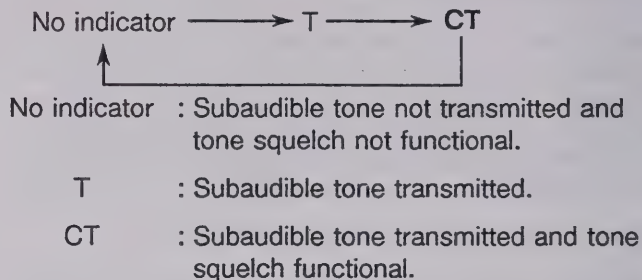 No indicator T CT
No indicator : Subaudible tone not transmitted and
tone squelch not functional.
T : Subaudible tone transmitted.
CT : Subaudible tone transmitted and tone
squelch functional.